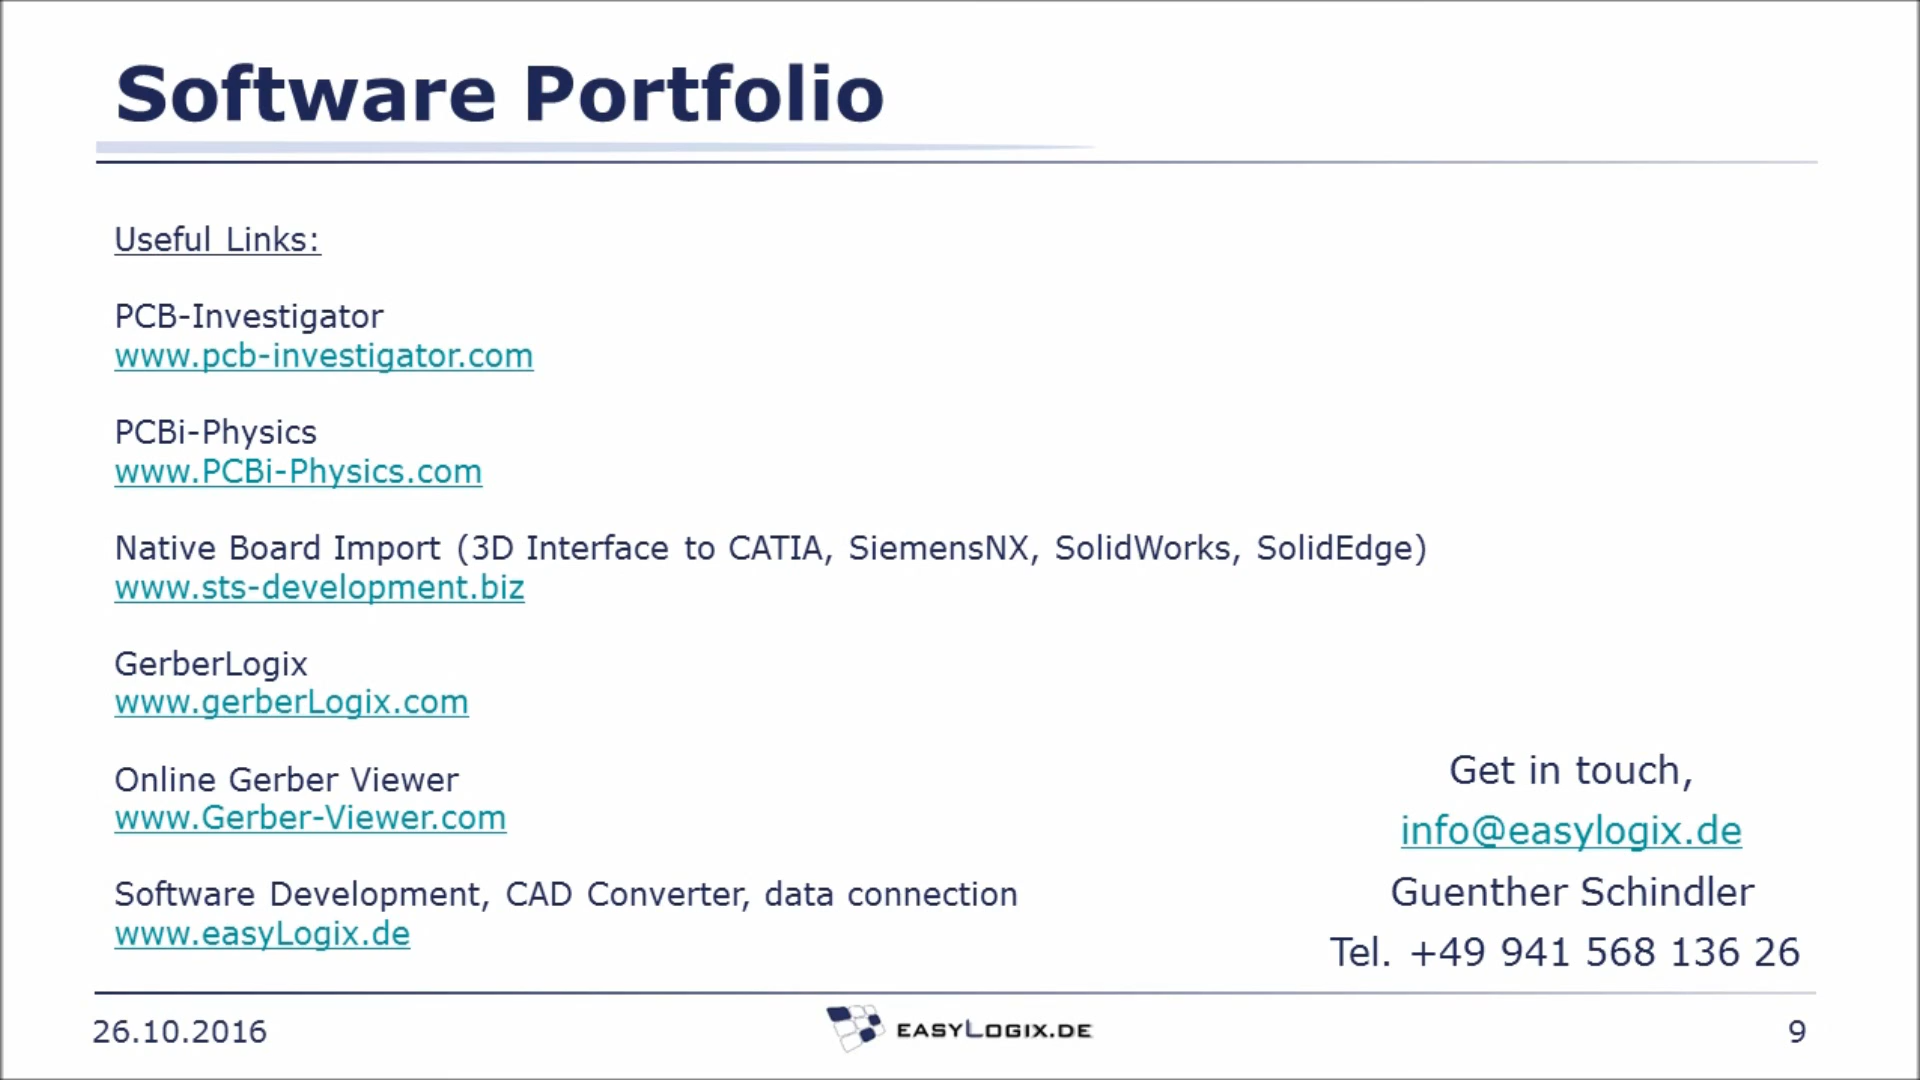 Software Portfolio
Useful Links:
PCB-Investigator
www.pcb-investigator.com
PCBi-Physics
www.PCBi-Physics.com
Native Board Import (3D Interface to CATIA, SiemensNX, SolidWorks, SolidEdge)
www.sts-development.biz
GerberLogix
www.gerberLogix.com
Online Gerber Viewer
www.Gerber-Viewer.com
Software Development, CAD Converter, data connection
www.easyLogix.de
Get in touch,
info@easylogix.de
Guenther Schindler
Tel. +49 941 568 136 26
26.10.2016
EASYLOGIX.DE
9